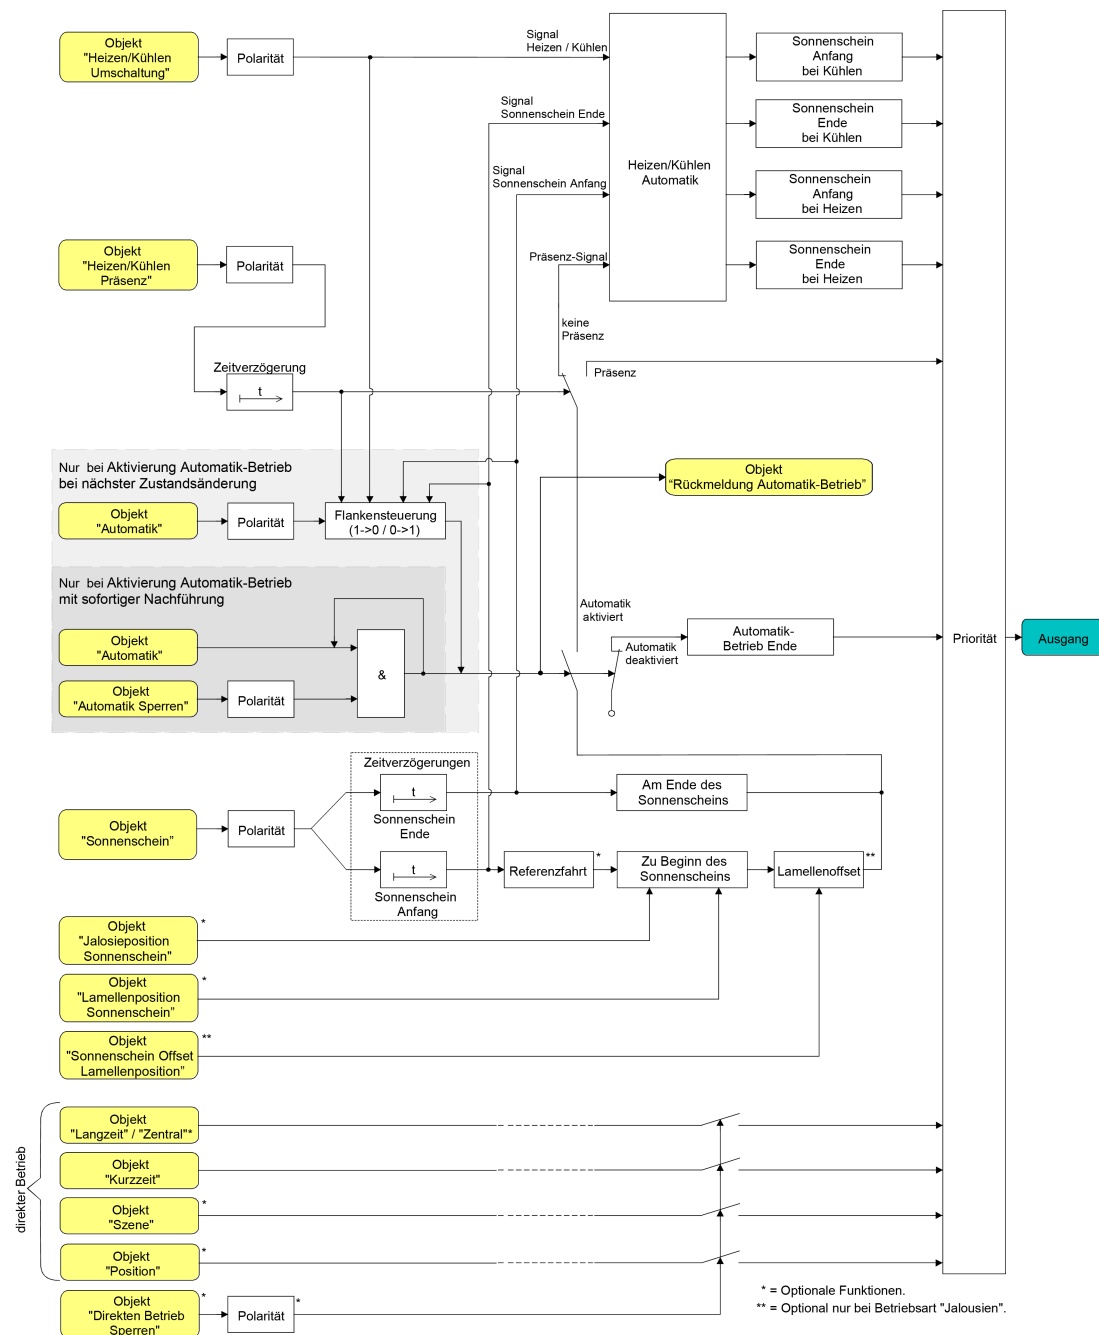 Objekt
"Heizen/Kühlen
Umschaltung"
Polarität
Signal
Heizen / Kühlen
Sonnenschein
Anfang
bei Kühlen
Signal
Sonnenschein Ende
Sonnenschein
Ende
bei Kühlen
Heizen/Kühlen
Automatik
Signal
Sonnenschein Anfang
Sonnenschein
Anfang
bei Heizen
Objekt
"Heizen/Kühlen
Präsenz"
Polarität
Präsenz-Signal
Sonnenschein
Ende
bei Heizen
keine
Präsenz
Präsenz
Zeitverzögerung
t
Nur bei Aktivierung Automatik-Betrieb
bei nächster Zustandsänderung
Objekt
“Rückmeldung Automatik-Betrieb”
Objekt
"Automatik"
Polarität
Flankensteuerung
(1->0 / 0->1)
Nur bei Aktivierung Automatik-Betrieb
mit sofortiger Nachführung
Automatik
aktiviert
Objekt
"Automatik"
&
Automatik
deaktiviert
Automatik-
Betrieb Ende
Priorität
Ausgang
Objekt
"Automatik Sperren"
Polarität
Zeitverzögerungen
t
Sonnenschein
Ende
Am Ende des
Sonnenscheins
Objekt
"Sonnenschein”
Polarität
t
Sonnenschein
Anfang
Referenzfahrt
*
Zu Beginn des
Sonnenscheins
Lamellenoffset
**
Objekt
"Jalosieposition
Sonnenschein”
*
Objekt
"Lamellenposition
Sonnenschein”
*
Objekt
"Sonnenschein Offset
Lamellenposition”
**
direkter Betrieb
Objekt
"Langzeit" / "Zentral"*
Objekt
"Kurzzeit"
Objekt
"Szene"
*
Objekt
"Position"
*
Objekt
"Direkten Betrieb
Sperren"
*
Polarität
*
* = Optionale Funktionen.
** = Optional nur bei Betriebsart "Jalousien".